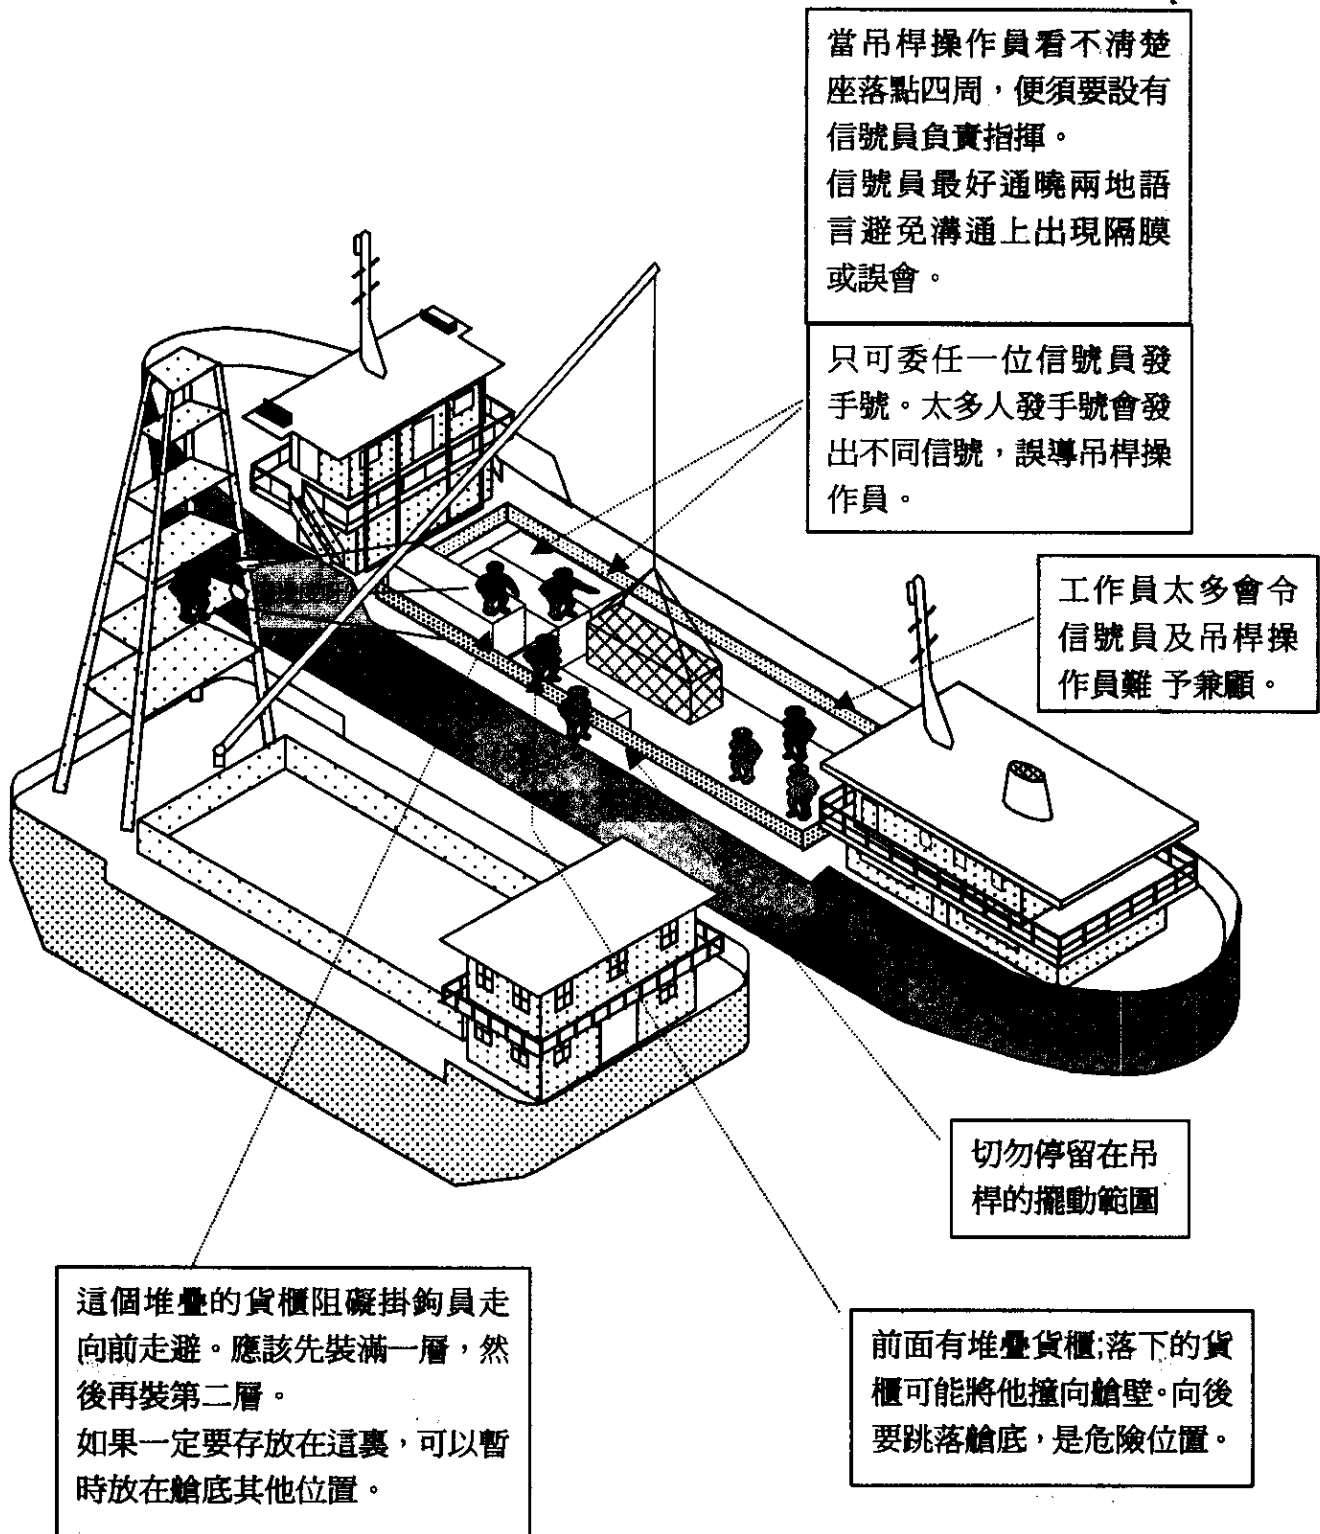 當吊桿操作員看不清楚
座落點四周，便須要設有
信號員負責指揮。
信號員最好通曉兩地語
言避免溝通上出現隔膜
或誤會。
只可委任一位信號員發
手號。太多人發手號會發
出不同信號，誤導吊桿操
作員。
工作員太多會令
信號員及吊桿操
作員難 予兼顧。
切勿停留在吊
桿的擺動範圍
這個堆疊的貨櫃阻礙掛鉤員走
向前走避。應該先裝滿一層，然
後再裝第二層。
如果一定要存放在這裏，可以暫
時放在艙底其他位置。
前面有堆疊貨櫃;落下的貨
櫃可能將他撞向艙壁。向後
要跳落艙底，是危險位置。